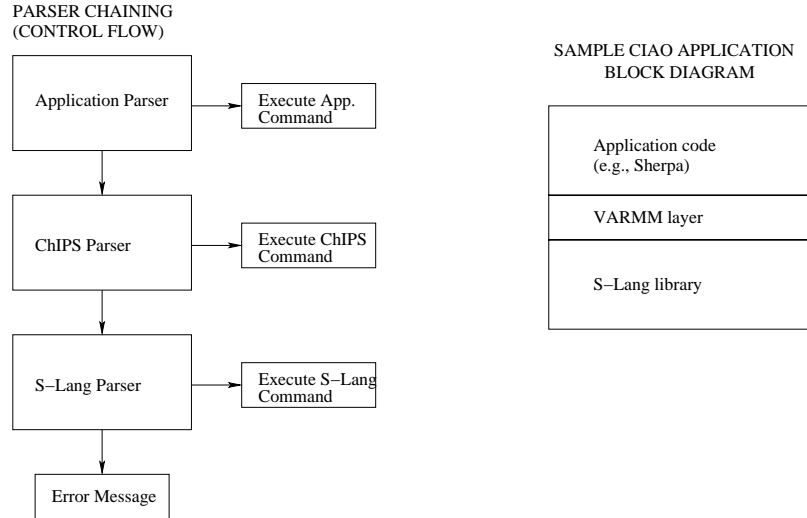 PARSER CHAINING
(CONTROL FLOW)
Application Parser
Execute App.
Command
ChIPS Parser
Execute ChIPS
Command
S−Lang Parser
Execute S−Lang
Command
Error Message
SAMPLE CIAO APPLICATION
BLOCK DIAGRAM
Application code
(e.g., Sherpa)
VARMM layer
S−Lang library